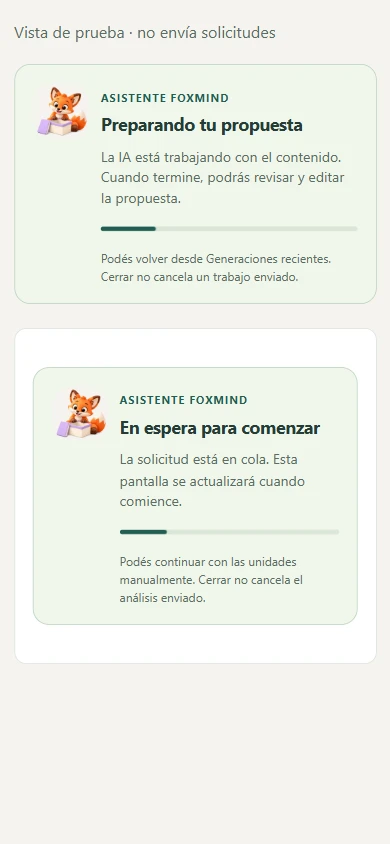 Vista de prueba · no envía solicitudes
ASISTENTE FOXMIND
Preparando tu propuesta
La IA está trabajando con el contenido.
Cuando termine, podrás revisar y editar
la propuesta.
Podés volver desde Generaciones recientes.
Cerrar no cancela un trabajo enviado.
ASISTENTE FOXMIND
En espera para comenzar
La solicitud está en cola. Esta
pantalla se actualizará cuando
comience.
Podés continuar con las unidades
manualmente. Cerrar no cancela el
análisis enviado.